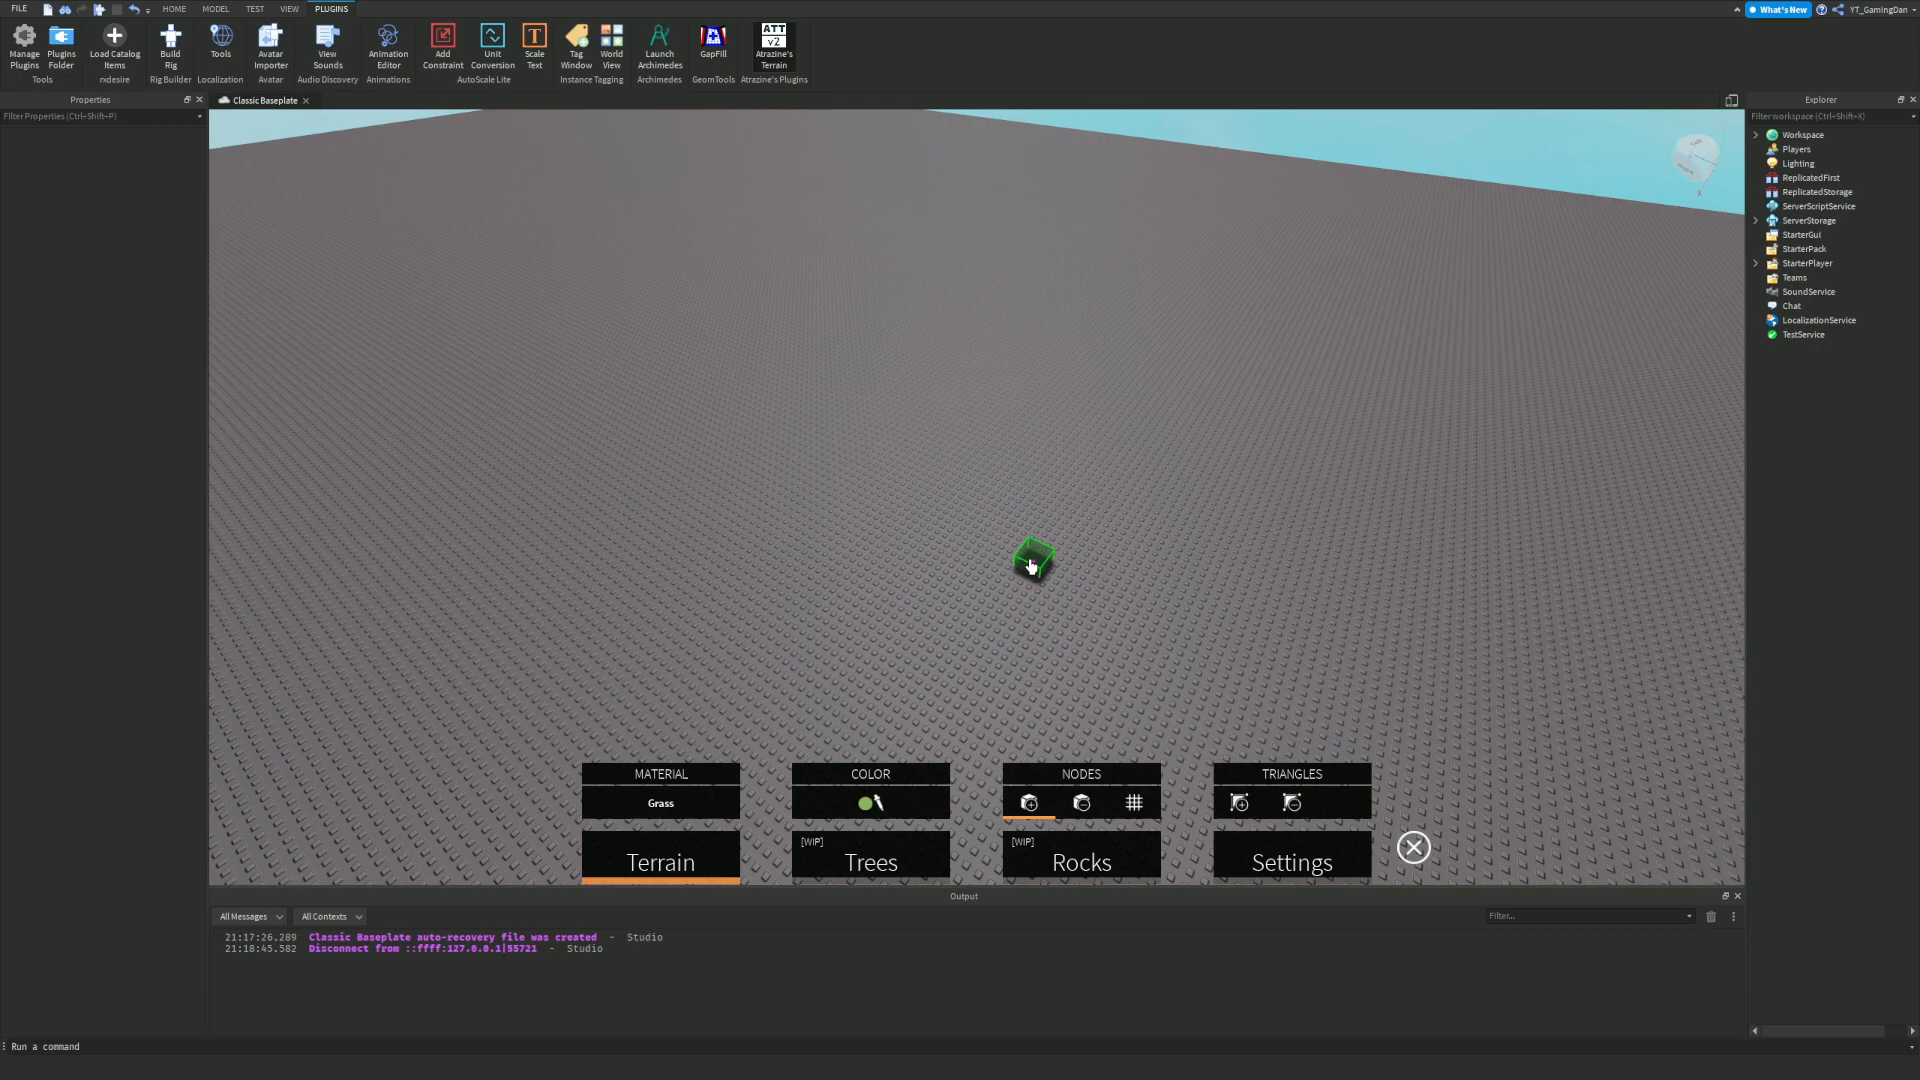 FILE
HOME
MODEL
TEST
VIEW
PLUGINS
What's New
YT_GamingDan
Manage Plugins
Plugins Folder
Load Catalog Items
Build Rig
Tools
Avatar Importer
View Sounds
Animation Editor
Add Constraint
Unit Conversion
Scale Text
Tag Window
World View
Launch Archimedes
GapFill
ATT v2
Atrazine's Terrain
Tools
rxdesire
Rig Builder
Localization
Avatar
Audio Discovery
Animations
AutoScale Lite
Instance Tagging
Archimedes
GeomTools
Atrazine's Plugins
Properties
Filter Properties (Ctrl+Shift+P)
Classic Baseplate
Explorer
Filter workspace (Ctrl+Shift+X)
Workspace
Players
Lighting
ReplicatedFirst
ReplicatedStorage
ServerScriptService
ServerStorage
StarterGui
StarterPack
StarterPlayer
Teams
SoundService
Chat
LocalizationService
TestService
X
MATERIAL
Grass
COLOR
NODES
TRIANGLES
Terrain
[WIP]
Trees
[WIP]
Rocks
Settings
Output
All Messages
All Contexts
Filter...
21:17:26.289 Classic Baseplate auto-recovery file was created - Studio
21:18:45.582 Disconnect from ::ffff:127.0.0.1|55721 - Studio
Run a command